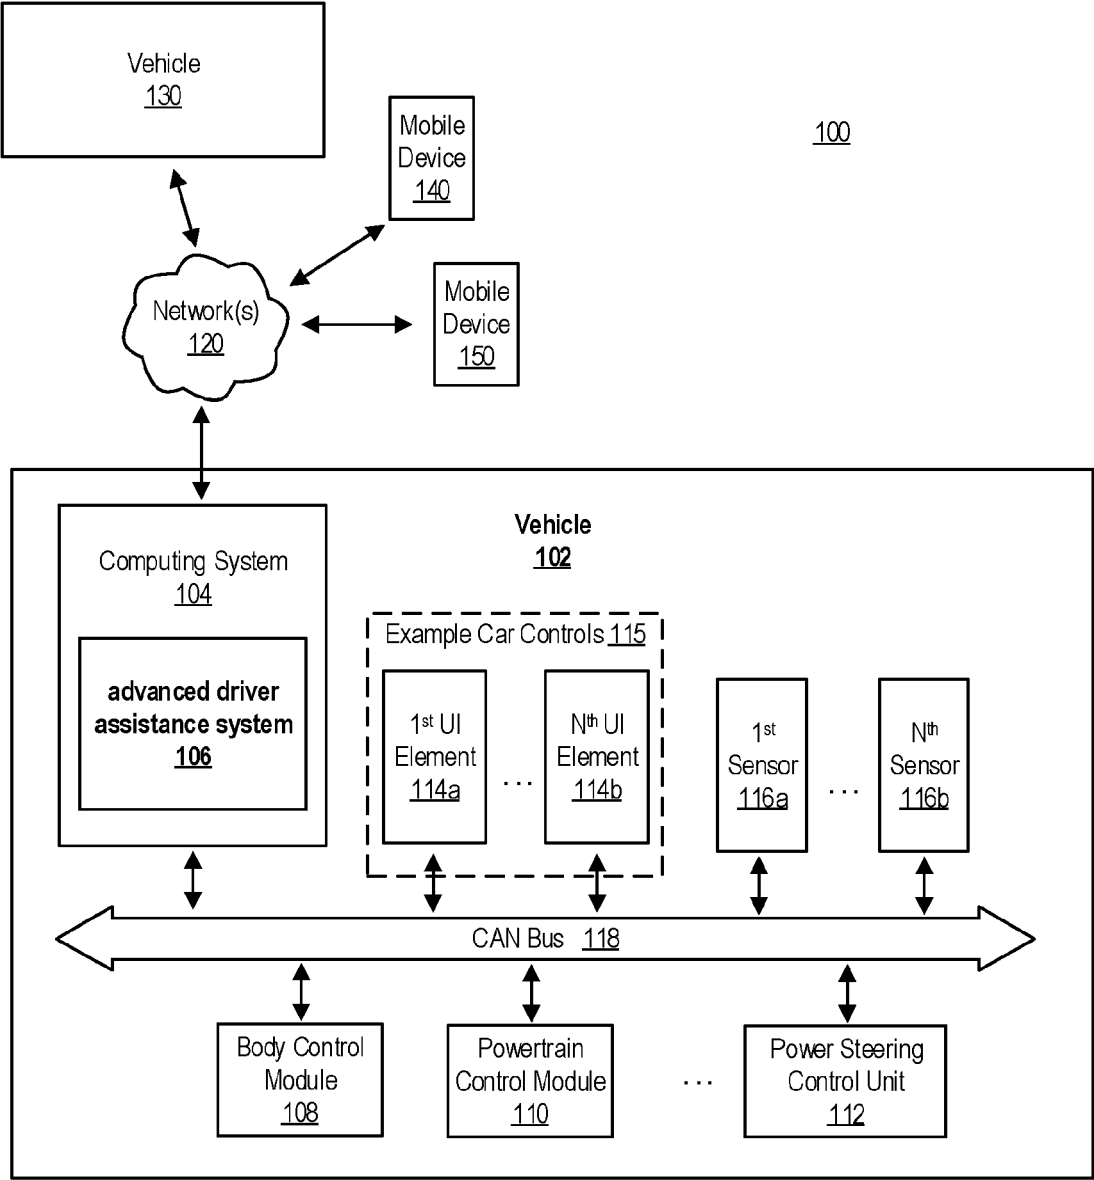 Vehicle
130
Mobile
Device
140
100
Mobile
Device
150
Network(s)
120
Vehicle
102
Computing System
104
advanced driver
assistance system
106
Example Car Controls 115
1st UI
Element
114a
...
Nth UI
Element
114b
1st
Sensor
116a
...
Nth
Sensor
116b
CAN Bus 118
Body Control
Module
108
Powertrain
Control Module
110
...
Power Steering
Control Unit
112